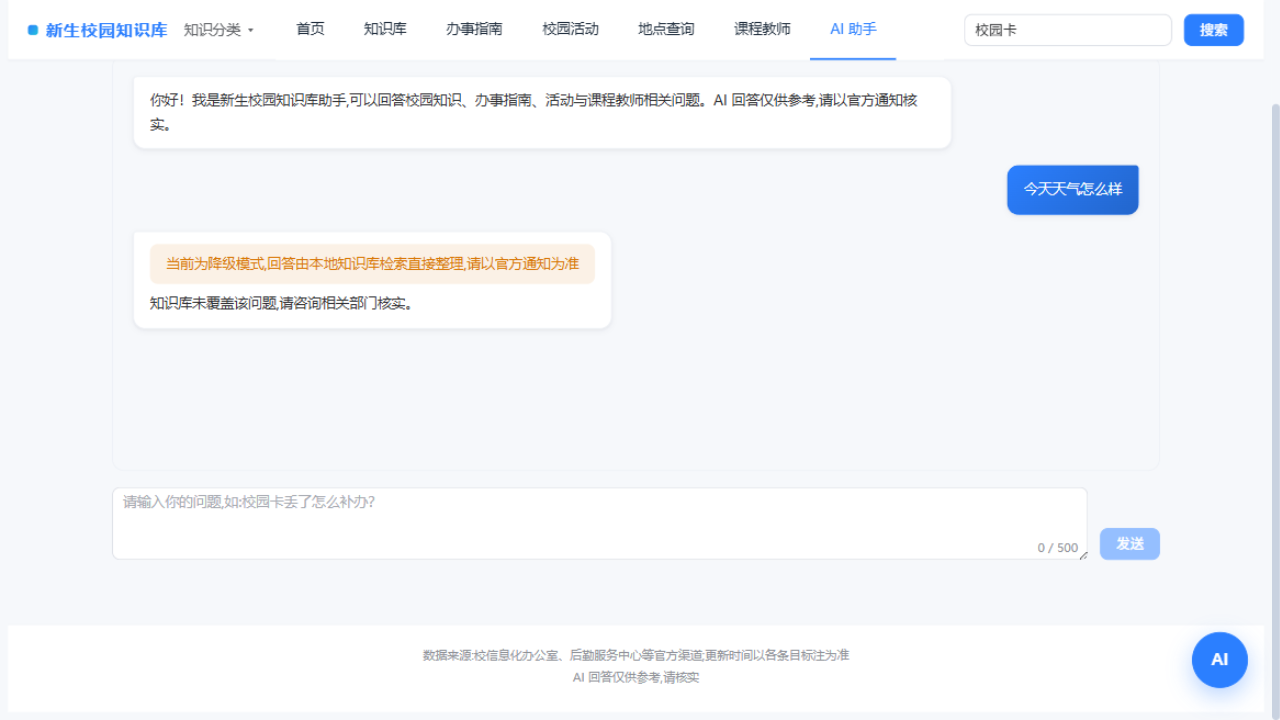 新生校园知识库 知识分类 首页 知识库 办事指南 校园活动 地点查询 课程教师 AI 助手 校园卡 搜索
你好！我是新生校园知识库助手,可以回答校园知识、办事指南、活动与课程教师相关问题。AI 回答仅供参考,请以官方通知核
实。
今天天气怎么样
当前为降级模式,回答由本地知识库检索直接整理,请以官方通知为准
知识库未覆盖该问题,请咨询相关部门核实。
请输入你的问题,如:校园卡丢了怎么补办?
0 / 500
发送
数据来源:校信息化办公室、后勤服务中心等官方渠道;更新时间以各条目标注为准
AI 回答仅供参考,请核实
AI